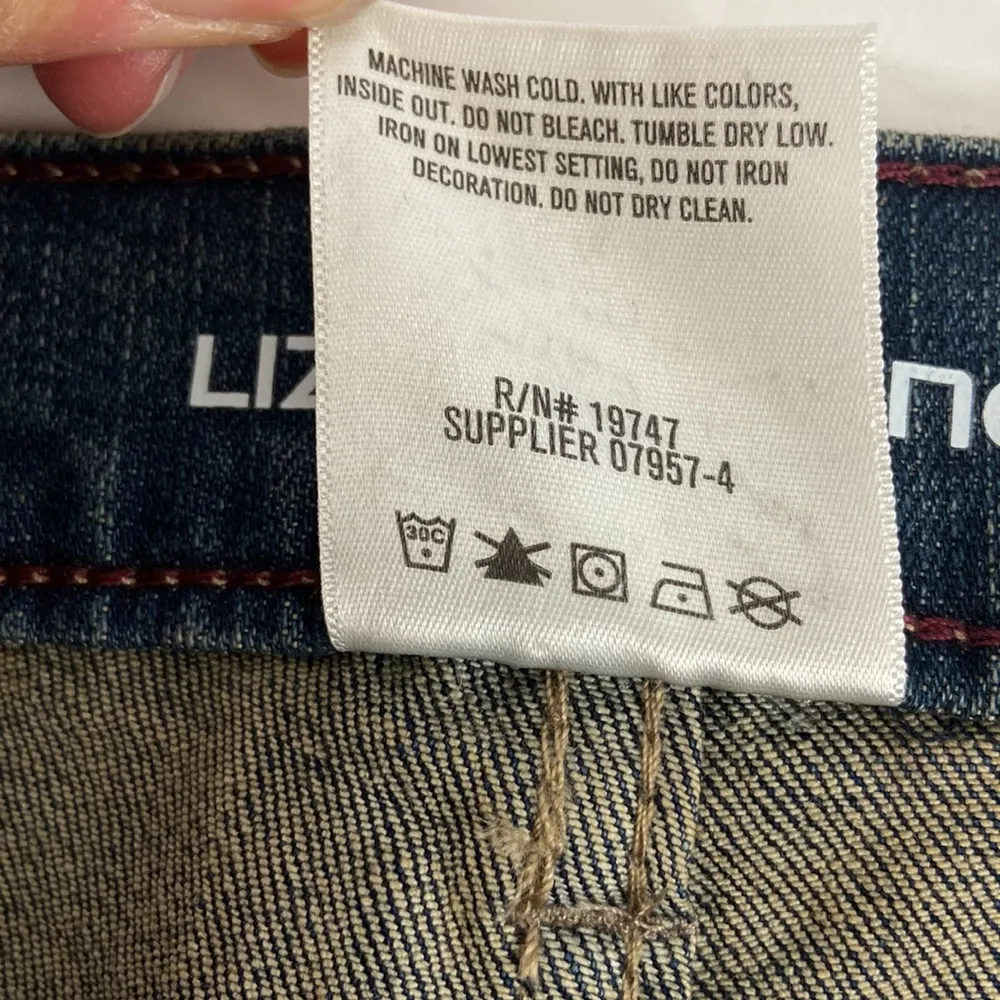 MACHINE WASH COLD. WITH LIKE COLORS,
INSIDE OUT. DO NOT BLEACH. TUMBLE DRY LOW.
IRON ON LOWEST SETTING, DO NOT IRON
DECORATION. DO NOT DRY CLEAN.
LIZ
R/N# 19747
SUPPLIER 07957-4
30C